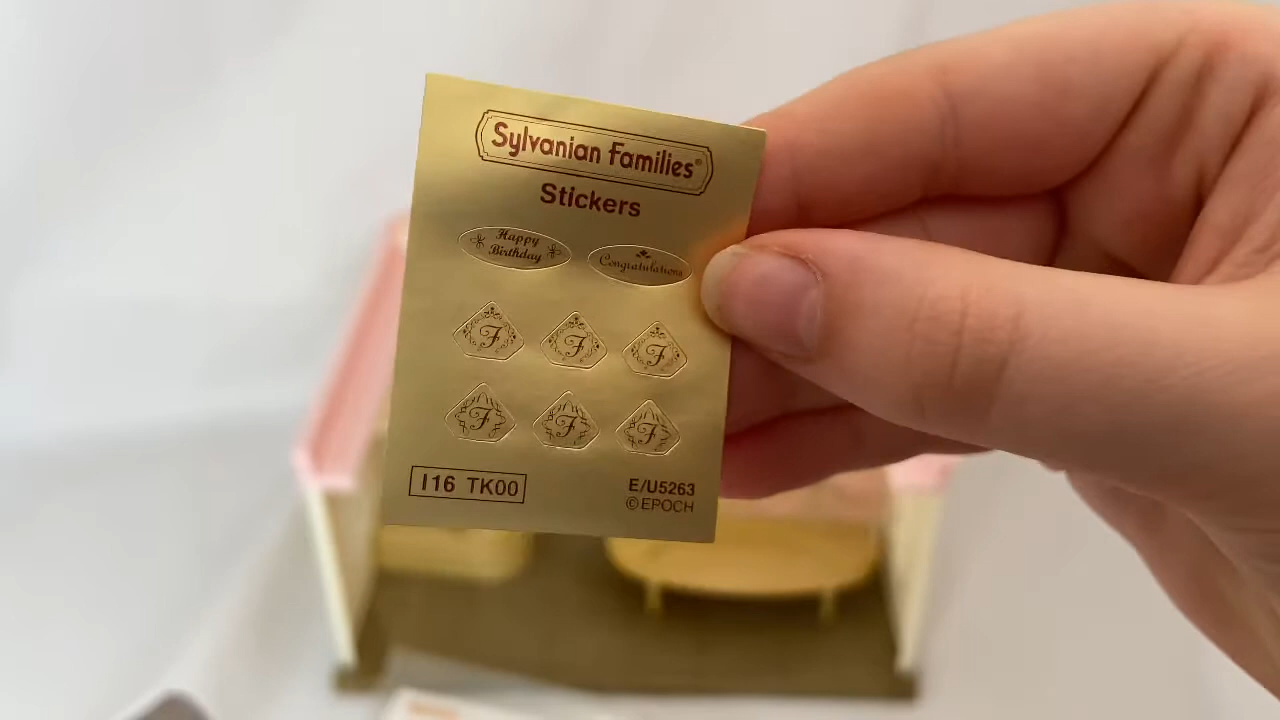 Sylvanian Families®
Stickers
Happy
Birthday
Congratulations
F F F
F F F
I16 TK00
E/U5263
©EPOCH